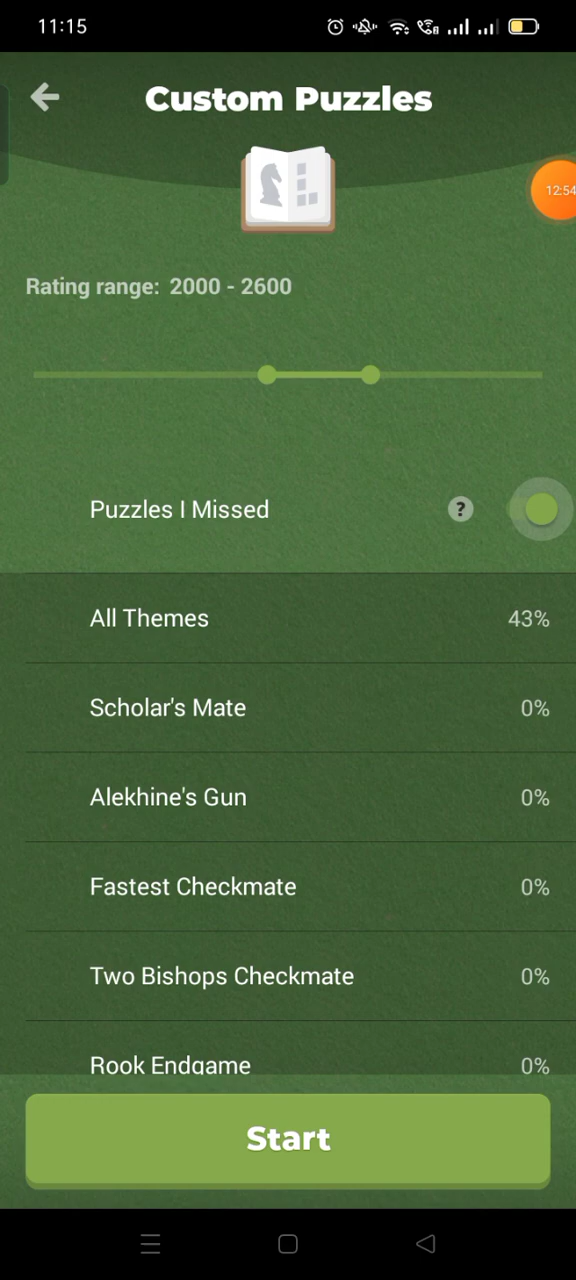 11:15
Custom Puzzles
12:54
Rating range: 2000 - 2600
Puzzles I Missed ?
All Themes 43%
Scholar's Mate 0%
Alekhine's Gun 0%
Fastest Checkmate 0%
Two Bishops Checkmate 0%
Rook Endgame 0%
Start